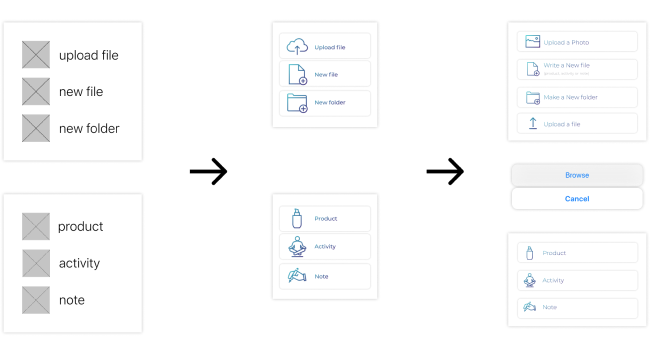 upload file
new file
new folder
product
activity
note
Upload file
New file
New folder
Product
Activity
Note
Upload a Photo
Write a New file
Make a New folder
Upload a file
Browse
Cancel
Product
Activity
Note